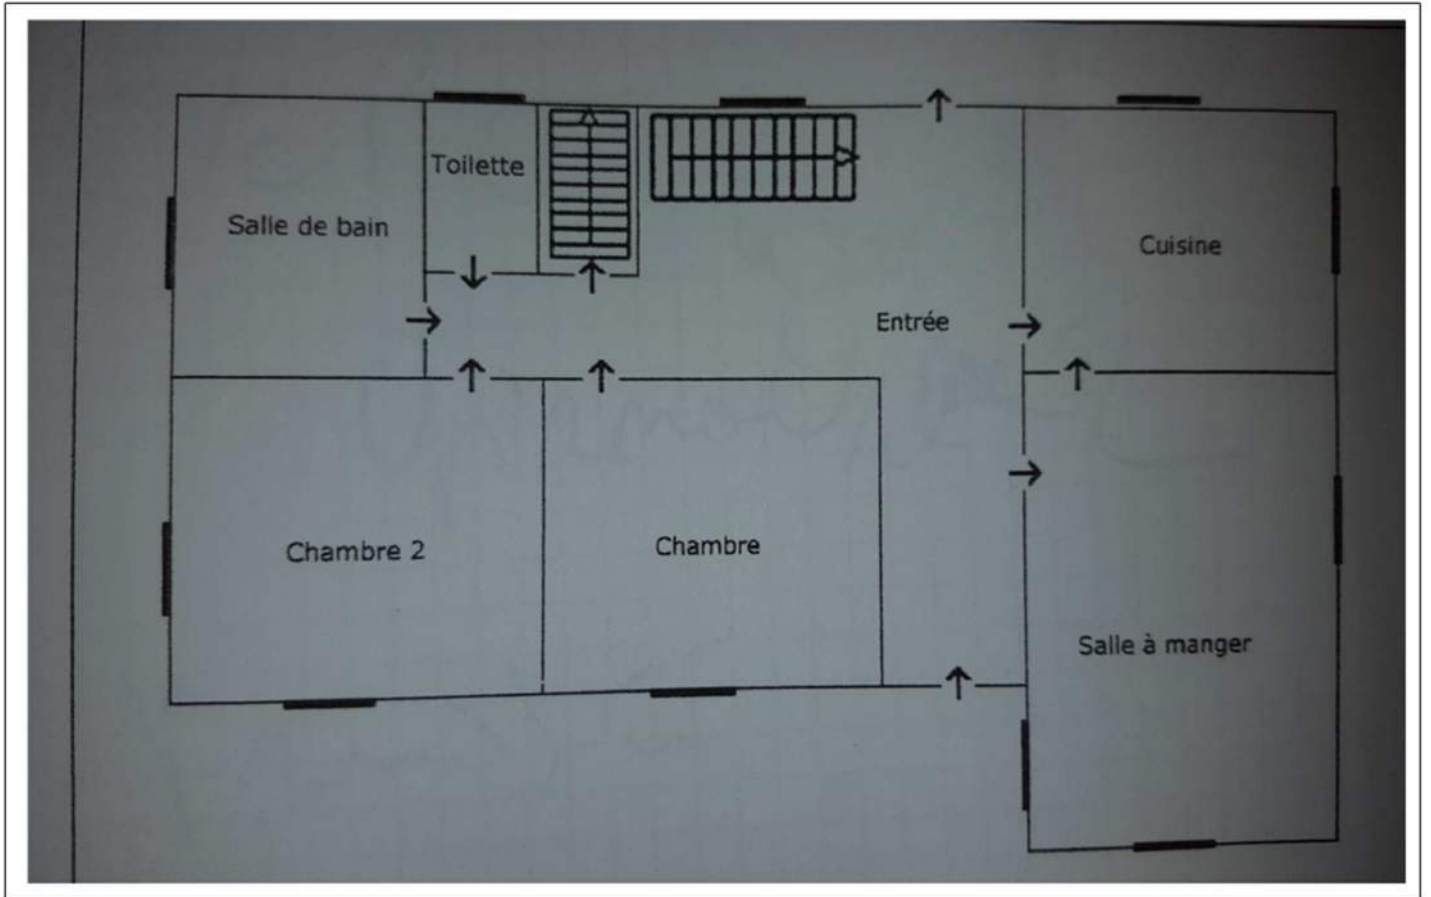 Toilette
Salle de bain
Cuisine
Entrée
Chambre 2
Chambre
Salle à manger